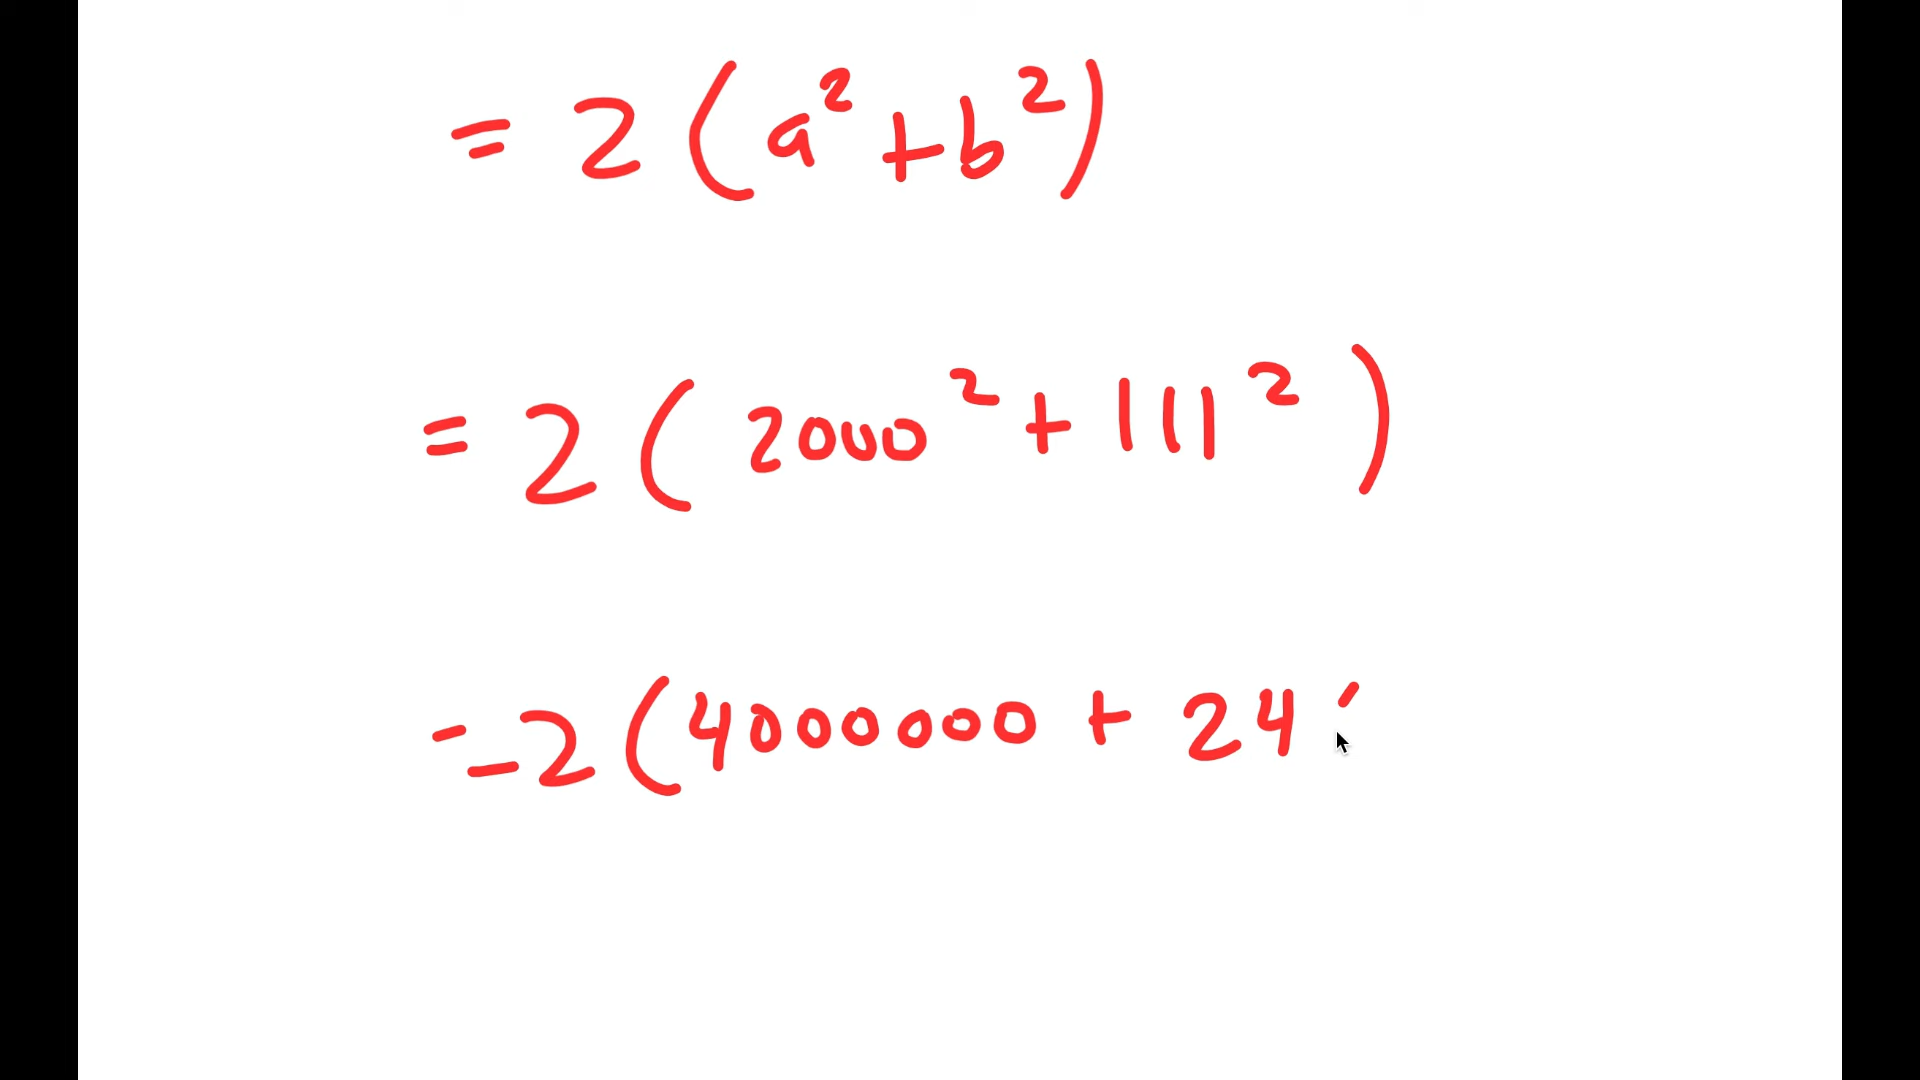 = 2 (a² + b²)
= 2 (2000² + 111²)
= 2 (4000000 + 24